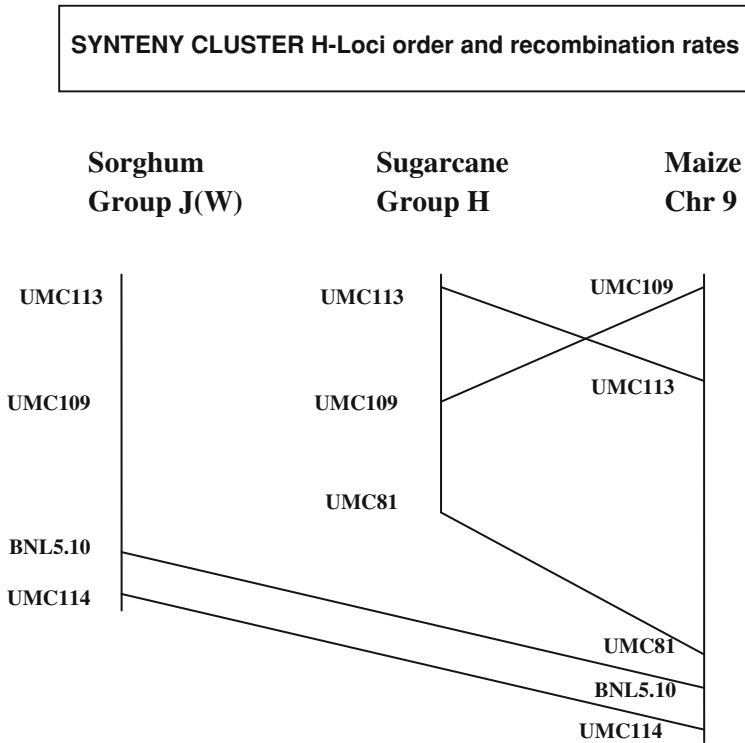 SYNTENY CLUSTER H-Loci order and recombination rates
Sorghum
Group J(W)
Sugarcane
Group H
Maize
Chr 9
UMC113
UMC109
BNL5.10
UMC114
UMC113
UMC109
UMC81
UMC109
UMC113
UMC81
BNL5.10
UMC114